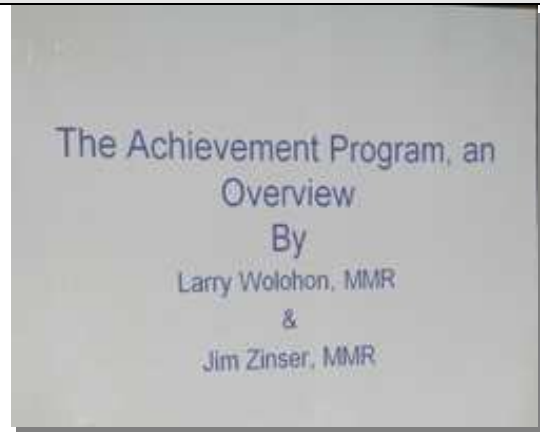 The Achievement Program, an
Overview
By
Larry Wolohon, MMR
&
Jim Zinser, MMR